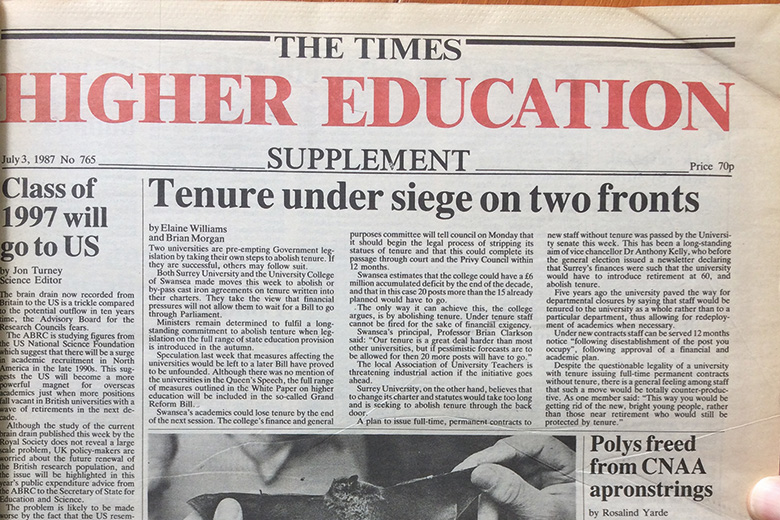 THE TIMES
HIGHER EDUCATION
SUPPLEMENT
July 3, 1987 No 765
Price 70p
Class of
1997 will
go to US
by Jon Turney
Science Editor
The brain drain now recorded from
Britain to the US is a trickle compared
to the potential outflow in ten years
time, the Advisory Board for the
Research Councils fears.
The ABRC is studying figures from
the US National Science Foundation
which suggest that there will be a surge
in academic recruitment in North
America in the late 1990s. This sug-
gests the US will become a more
powerful magnet for overseas
academics just when more positions
fall vacant in British universities with a
wave of retirements in the next de-
cade.
Although the study of the current
brain drain published this week by the
Royal Society does not reveal a large
scale problem, UK policy-makers are
worried about the future renewal of
the British research population, and
the issue will be highlighted in this
year's public expenditure advice from
the ABRC to the Secretary of State for
Education and Science.
The problem is likely to be made
worse by the fact that the US resem-
Tenure under siege on two fronts
by Elaine Williams
and Brian Morgan
Two universities are pre-empting Government leg-
islation by taking their own steps to abolish tenure. If
they are successful, others may follow suit.
Both Surrey University and the University College
of Swansea made moves this week to abolish or
by-pass cast iron agreements on tenure written into
their charters. They take the view that financial
pressures will not allow them to wait for a Bill to go
through Parliament.
Ministers remain determined to fulfil a long-
standing commitment to abolish tenure when leg-
islation on the full range of state education provision
is introduced in the autumn.
Speculation last week that measures affecting the
universities would be left to a later Bill have proved
to be unfounded. Although there was no mention of
the universities in the Queen's Speech, the full range
of measures outlined in the White Paper on higher
education will be included in the so-called Grand
Reform Bill.
Swansea's academics could lose tenure by the end
of the next session. The college's finance and general
purposes committee will tell council on Monday that
it should begin the legal process of stripping its
statues of tenure and that this could complete its
passage through court and the Privy Council within
12 months.
Swansea estimates that the college could have a £6
million accumulated deficit by the end of the decade,
and that in this case 20 posts more than the 15 already
planned would have to go.
The only way it can achieve this, the college
argues, is by abolishing tenure. Under tenure staff
cannot be fired for the sake of financial exigency.
Swansea's principal, Professor Brian Clarkson
said: "Our tenure is a great deal harder than most
other universities, but if pessimistic forecasts are to
be allowed for then 20 more posts will have to go."
The local Association of University Teachers is
threatening industrial action if the initiative goes
ahead.
Surrey University, on the other hand, believes that
to change its charter and statutes would take too long
and is seeking to abolish tenure through the back
door.
A plan to issue full-time, permanent contracts to
new staff without tenure was passed by the Universi-
ty senate this week. This has been a long-standing
aim of vice chancellor Dr Anthony Kelly, who before
the general election issued a newsletter declaring
that Surrey's finances were such that the university
would have to introduce retirement at 60, and
abolish tenure.
Five years ago the university paved the way for
departmental closures by saying that staff would be
tenured to the university as a whole rather than to a
particular department, thus allowing for redeploy-
ment of academics when necessary.
Under new contracts staff can be served 12 months
notice "following disestablishment of the post you
occupy", following approval of a financial and
academic plan.
Despite the questionable legality of a university
with tenure issuing full-time permanent contracts
without tenure, there is a general feeling among staff
that such a move would be totally counter-produc-
tive. As one member said: "This way you would be
getting rid of the new, bright young people, rather
than those near retirement who would still be
protected by tenure."
Polys freed
from CNAA
apronstrings
by Rosalind Yarde